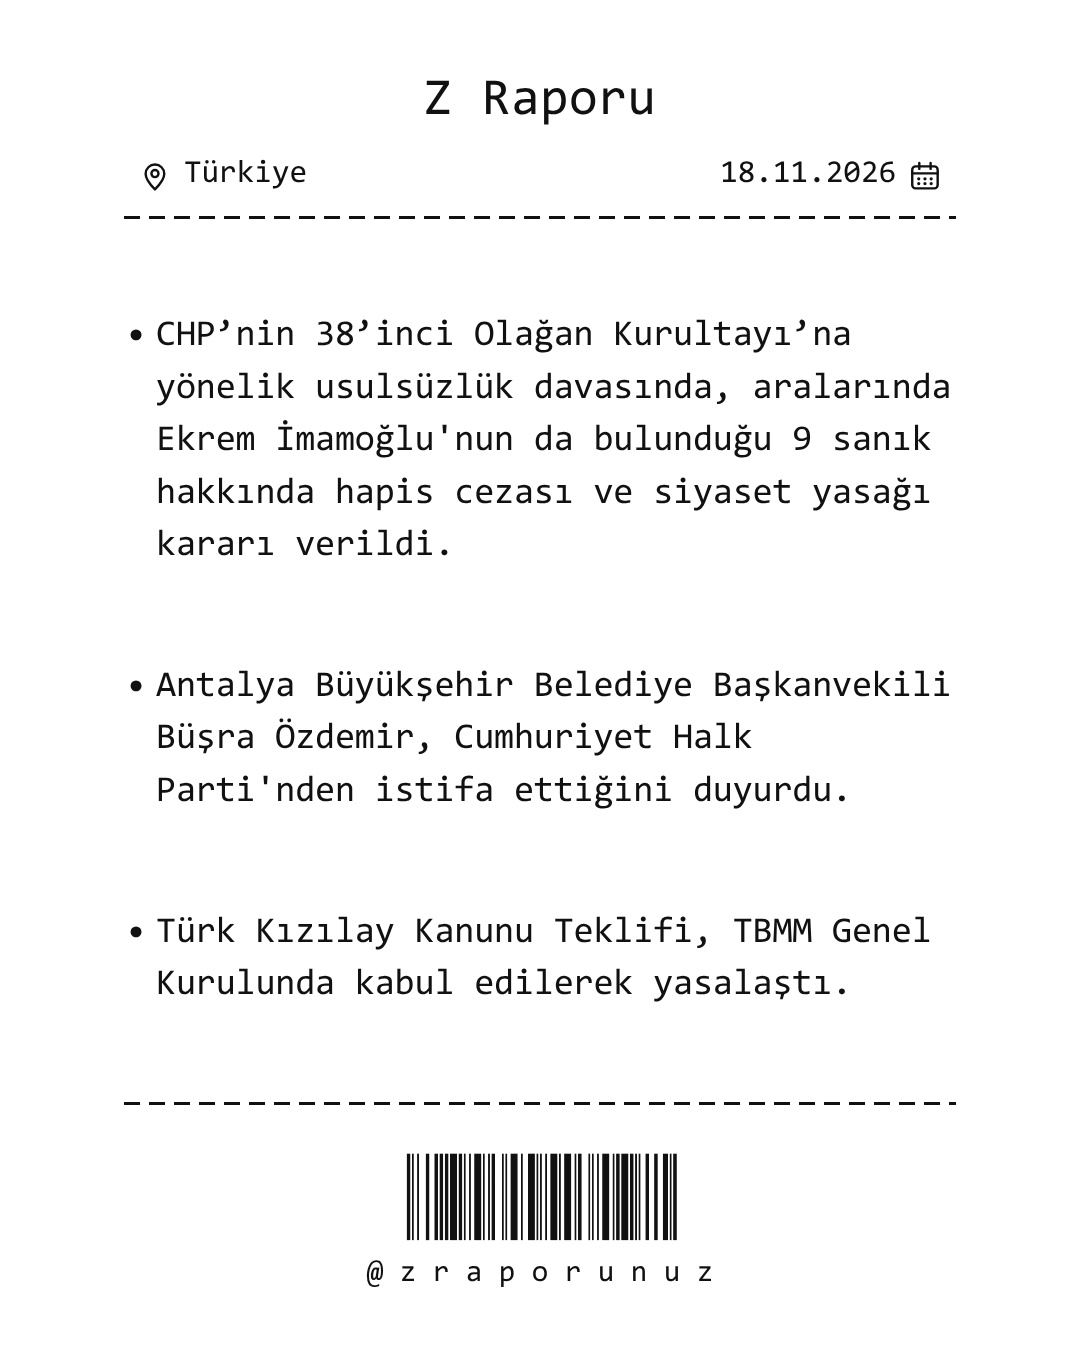 Z Raporu
Türkiye
18.11.2026
• CHP’nin 38’inci Olağan Kurultayı’na
yönelik usulsüzlük davasında, aralarında
Ekrem İmamoğlu'nun da bulunduğu 9 sanık
hakkında hapis cezası ve siyaset yasağı
kararı verildi.
• Antalya Büyükşehir Belediye Başkanvekili
Büşra Özdemir, Cumhuriyet Halk
Parti'nden istifa ettiğini duyurdu.
• Türk Kızılay Kanunu Teklifi, TBMM Genel
Kurulunda kabul edilerek yasalaştı.
@zraporunuz